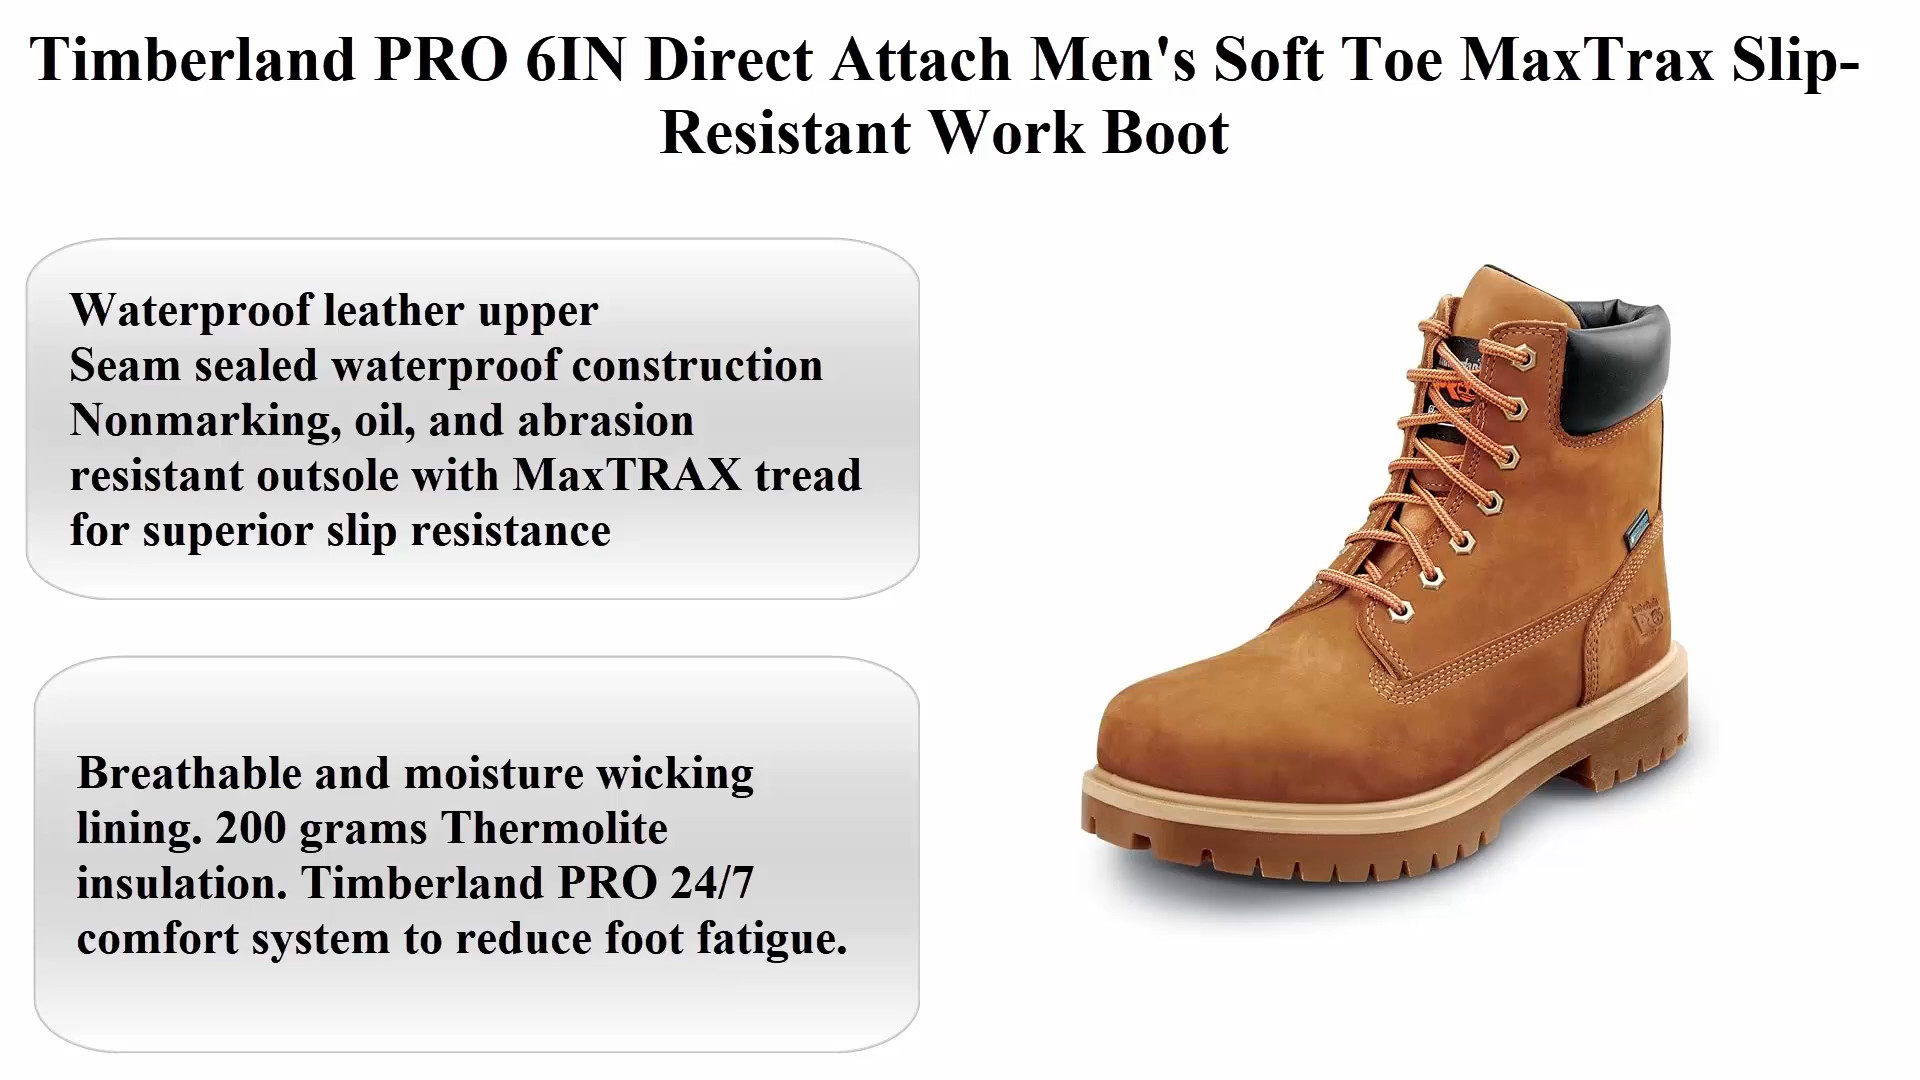 Timberland PRO 6IN Direct Attach Men's Soft Toe MaxTrax Slip-
Resistant Work Boot
Waterproof leather upper
Seam sealed waterproof construction
Nonmarking, oil, and abrasion
resistant outsole with MaxTRAX tread
for superior slip resistance
Breathable and moisture wicking
lining. 200 grams Thermolite
insulation. Timberland PRO 24/7
comfort system to reduce foot fatigue.